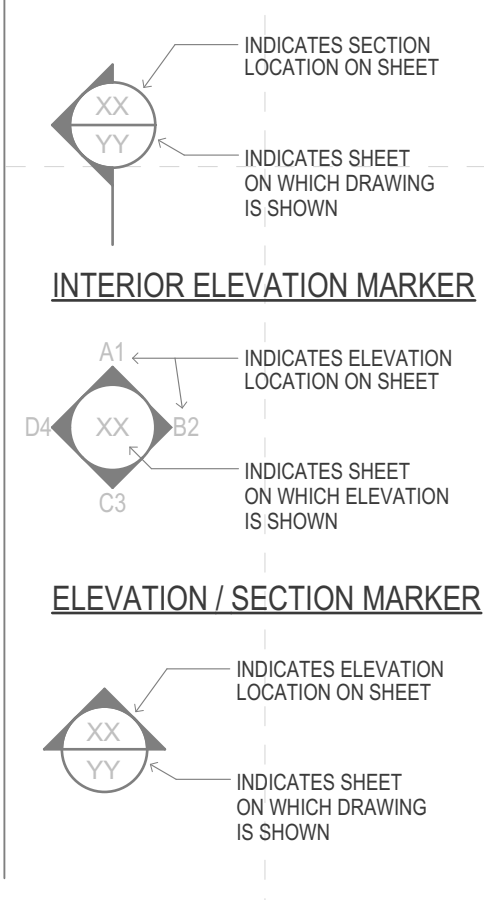 INDICATES SECTION
LOCATION ON SHEET
XX
YY
INDICATES SHEET
ON WHICH DRAWING
IS SHOWN
INTERIOR ELEVATION MARKER
A1
INDICATES ELEVATION
LOCATION ON SHEET
D4
XX
B2
INDICATES SHEET
ON WHICH ELEVATION
IS SHOWN
C3
ELEVATION / SECTION MARKER
INDICATES ELEVATION
LOCATION ON SHEET
XX
YY
INDICATES SHEET
ON WHICH DRAWING
IS SHOWN